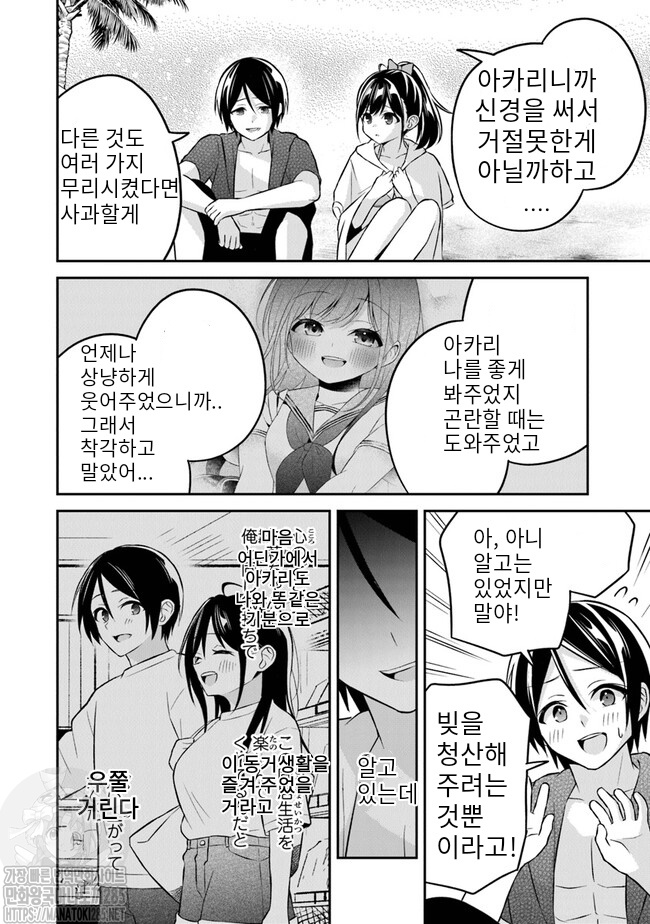 아카리니까
신경을 써서
거절못한게
아닐까하고
....
다른 것도
여러 가지
무리시켰다면
사과할게
아카리
나를 좋게
봐주었지
곤란할 때는
도와주었고
언제나
상냥하게
웃어주었으니까..
그래서
착각하고
말았어...
아, 아니
알고는
있었지만
말야!
빚을
청산해
주려는
것뿐
이라고!
알고
있는데
마음
어딘가에서
아카리도
나와 똑같은
기분으로
이 동거 생활을
즐거주었을
거라고
우쭐
거린다
がって
가장 빠른
만화왕국
HTTPS://MANATOKI285.NET